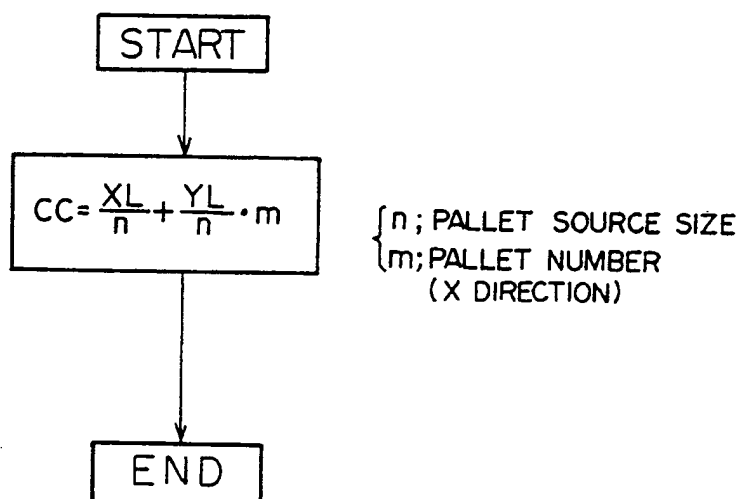 START
CC= XL/n + YL/n · m
n; PALLET SOURCE SIZE
m; PALLET NUMBER
(X DIRECTION)
END